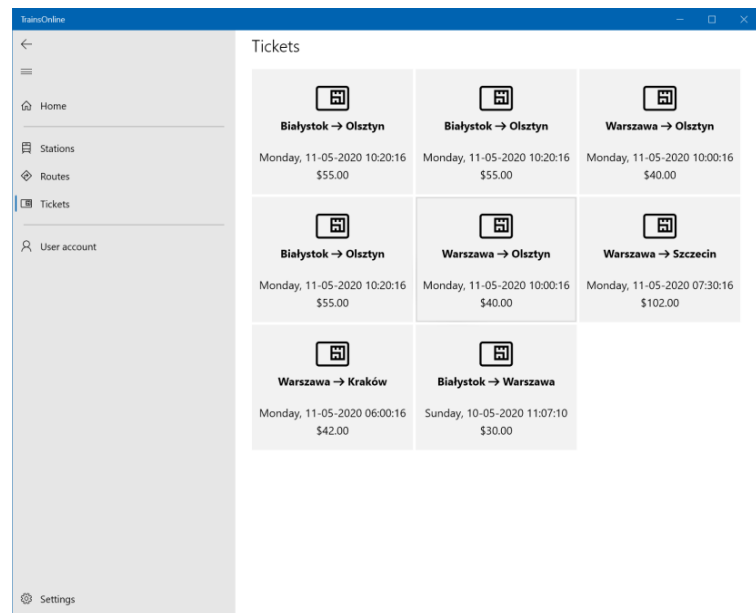 TrainsOnline
Home
Stations
Routes
Tickets
User account
Settings
Tickets
Białystok → Olsztyn
Monday, 11-05-2020 10:20:16
$55.00
Białystok → Olsztyn
Monday, 11-05-2020 10:20:16
$55.00
Warszawa → Olsztyn
Monday, 11-05-2020 10:00:16
$40.00
Białystok → Olsztyn
Monday, 11-05-2020 10:20:16
$55.00
Warszawa → Olsztyn
Monday, 11-05-2020 10:00:16
$40.00
Warszawa → Szczecin
Monday, 11-05-2020 07:30:16
$102.00
Warszawa → Kraków
Monday, 11-05-2020 06:00:16
$42.00
Białystok → Warszawa
Sunday, 10-05-2020 11:07:10
$30.00